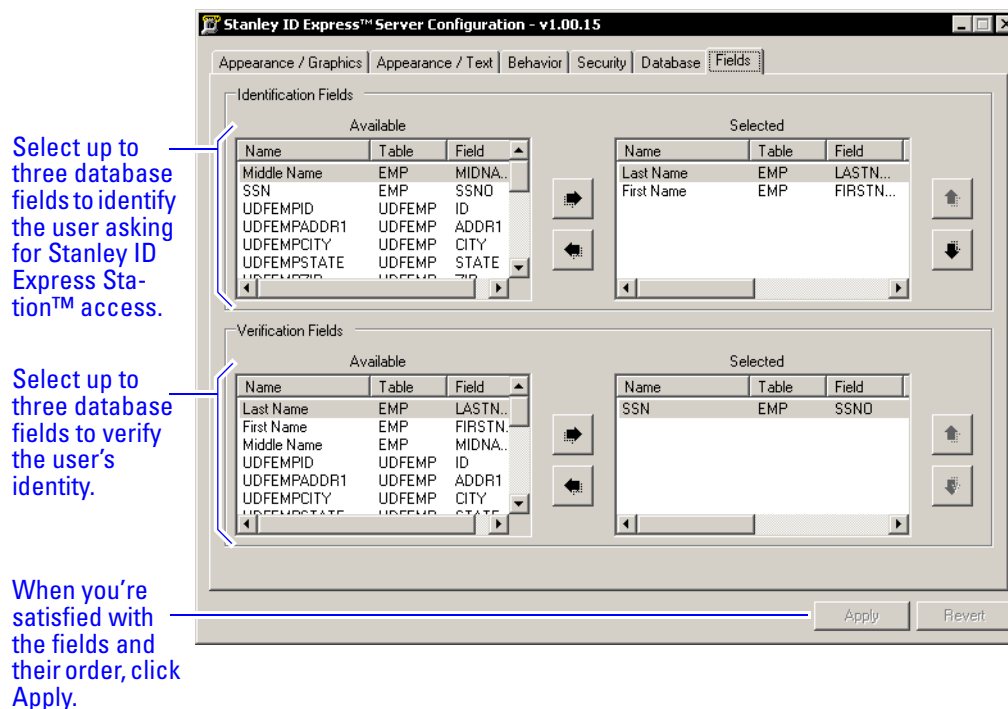 Stanley ID Express™ Server Configuration - v1.00.15
Appearance / Graphics Appearance / Text Behavior Security Database Fields
Identification Fields
Available Selected
Name Table Field Name Table Field
Middle Name EMP MIDNA... Last Name EMP LASTN...
SSN EMP SSNO First Name EMP FIRSTN...
UDFEMPID UDFEMP ID
UDFEMPADDR1 UDFEMP ADDR1
UDFEMPCITY UDFEMP CITY
UDFEMPSTATE UDFEMP STATE
UDFEMPZIP UDFEMP ZIP
Select up to
three database
fields to identify
the user asking
for Stanley ID
Express Sta-
tion™ access.
Verification Fields
Available Selected
Name Table Field Name Table Field
Last Name EMP LASTN... SSN EMP SSNO
First Name EMP FIRSTN...
Middle Name EMP MIDNA...
UDFEMPID UDFEMP ID
UDFEMPADDR1 UDFEMP ADDR1
UDFEMPCITY UDFEMP CITY
UDFEMPSTATE UDFEMP STATE
Select up to
three database
fields to verify
the user's
identity.
When you're
satisfied with
the fields and
their order, click
Apply.
Apply Revert